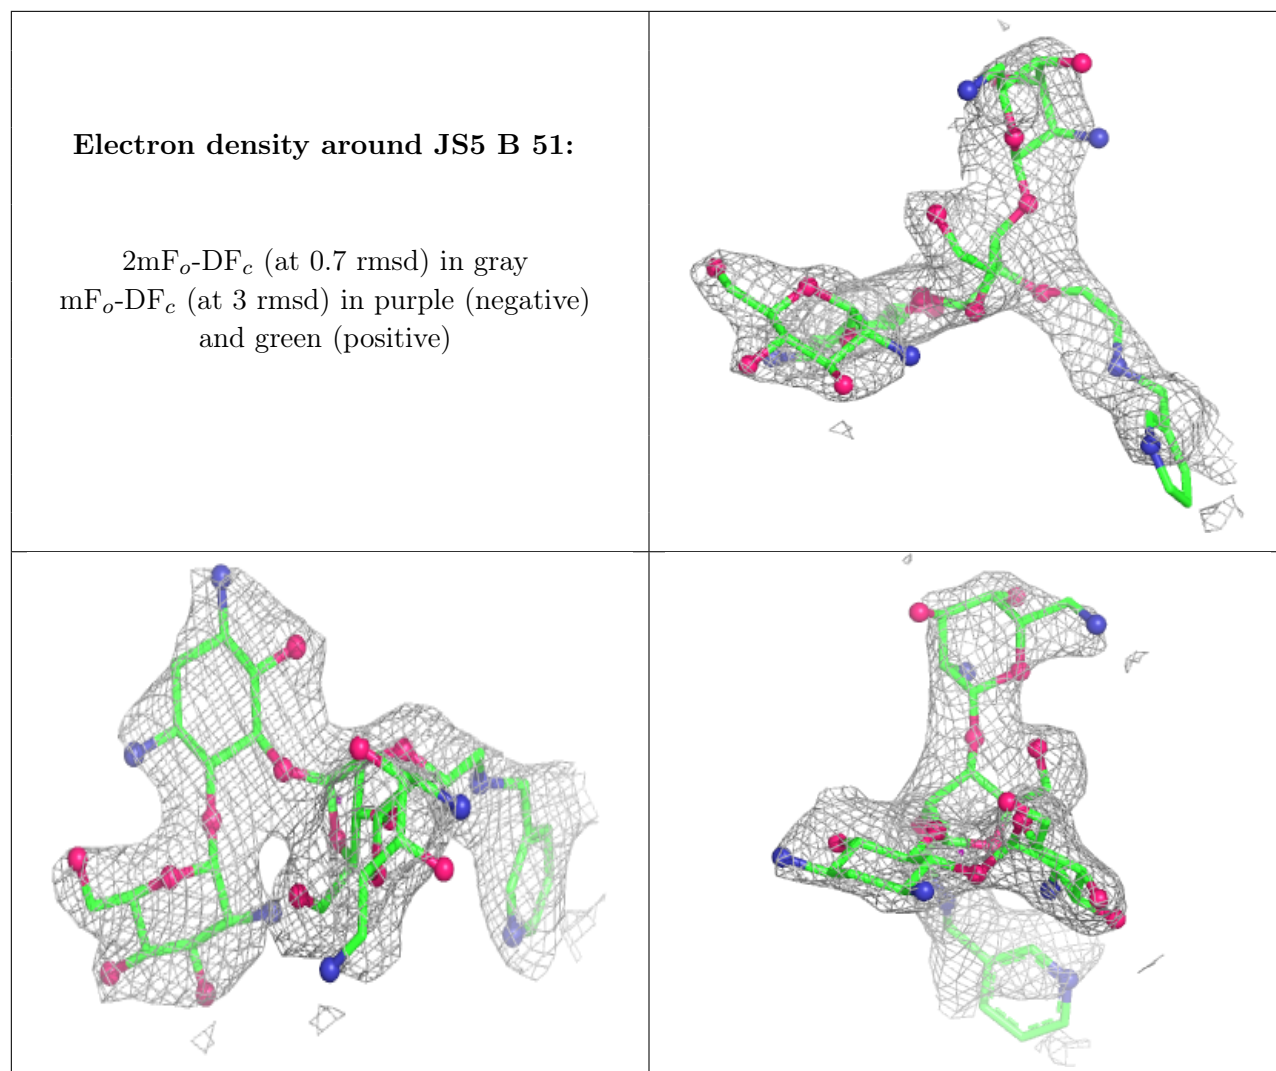 Electron density around JS5 B 51:
2mFₒ-DF𝒸 (at 0.7 rmsd) in gray
mFₒ-DF𝒸 (at 3 rmsd) in purple (negative)
and green (positive)